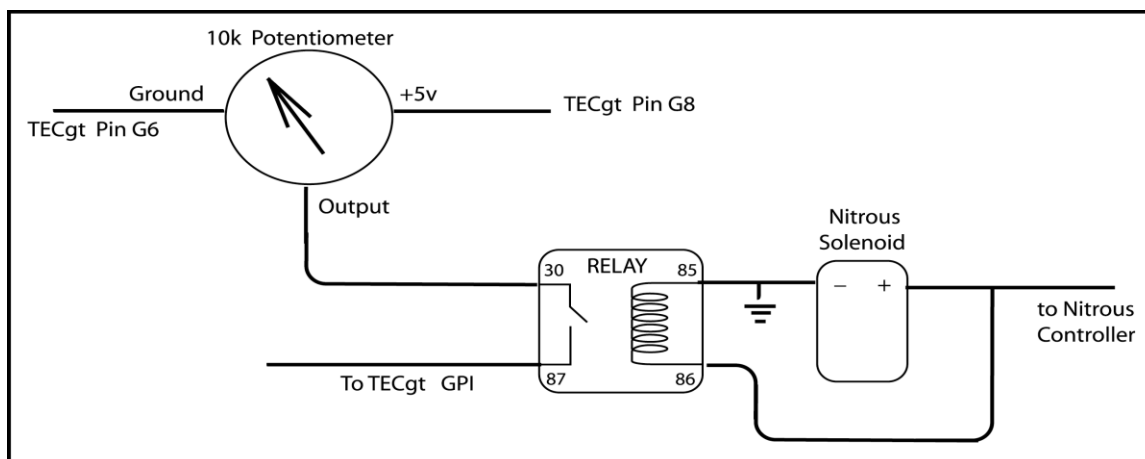 10k Potentiometer
Ground
+5v
TECgt Pin G6
TECgt Pin G8
Output
Nitrous
Solenoid
30
RELAY
85
−
+
to Nitrous
Controller
87
86
To TECgt GPI